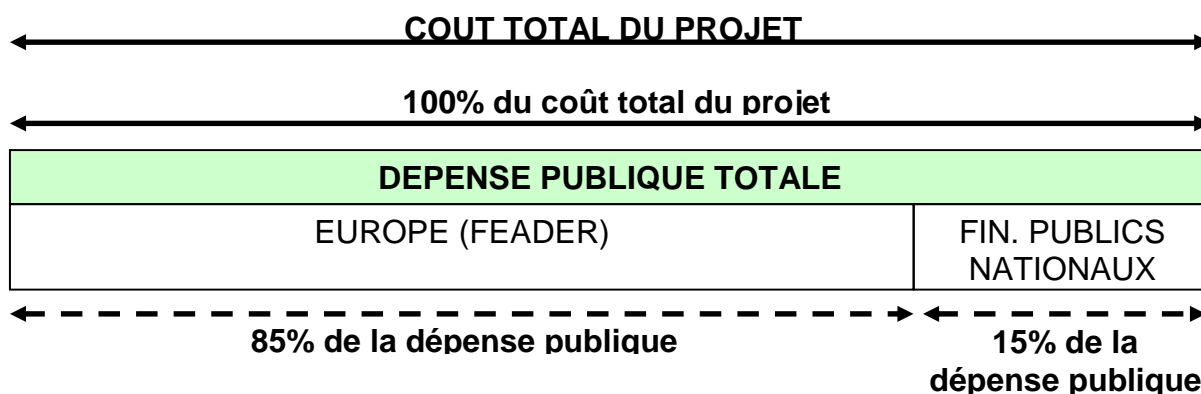 COUT TOTAL DU PROJET
100% du coût total du projet
DEPENSE PUBLIQUE TOTALE
EUROPE (FEADER)
FIN. PUBLICS
NATIONAUX
85% de la dépense publique
15% de la
dépense publique